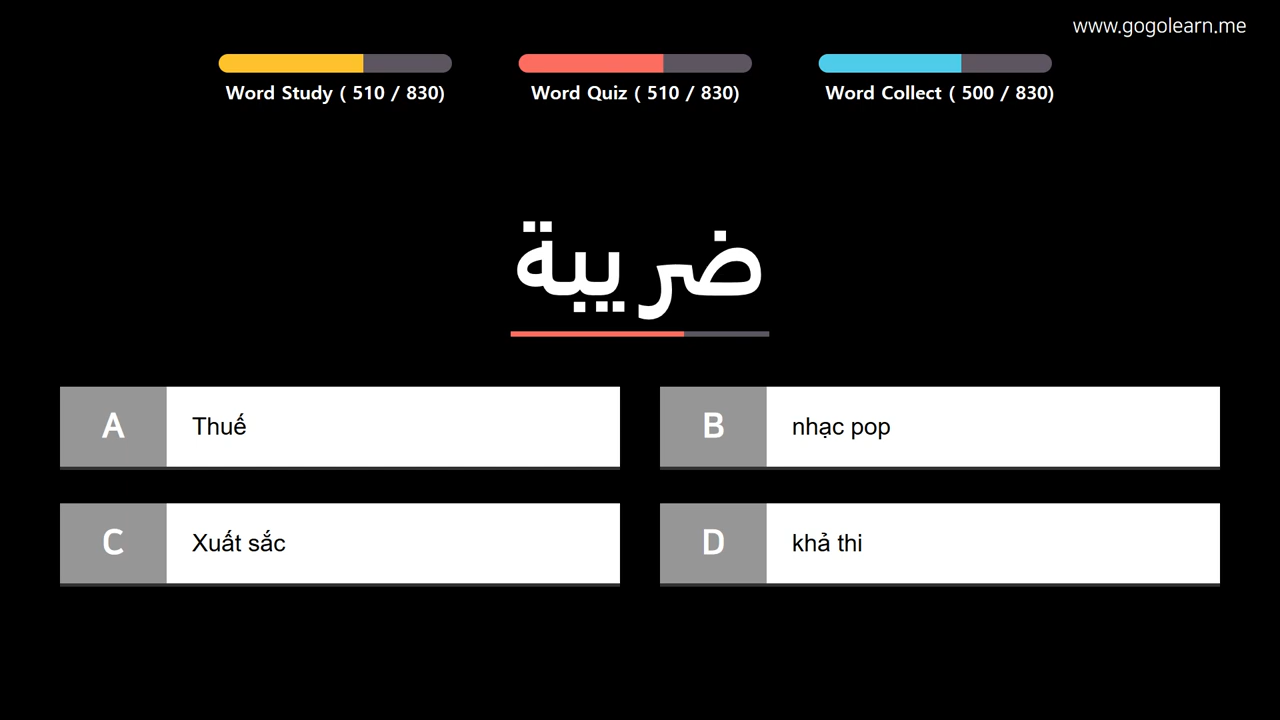 www.gogolearn.me
Word Study ( 510 / 830)
Word Quiz ( 510 / 830)
Word Collect ( 500 / 830)
ضريبة
A
Thuế
B
nhạc pop
C
Xuất sắc
D
khả thi